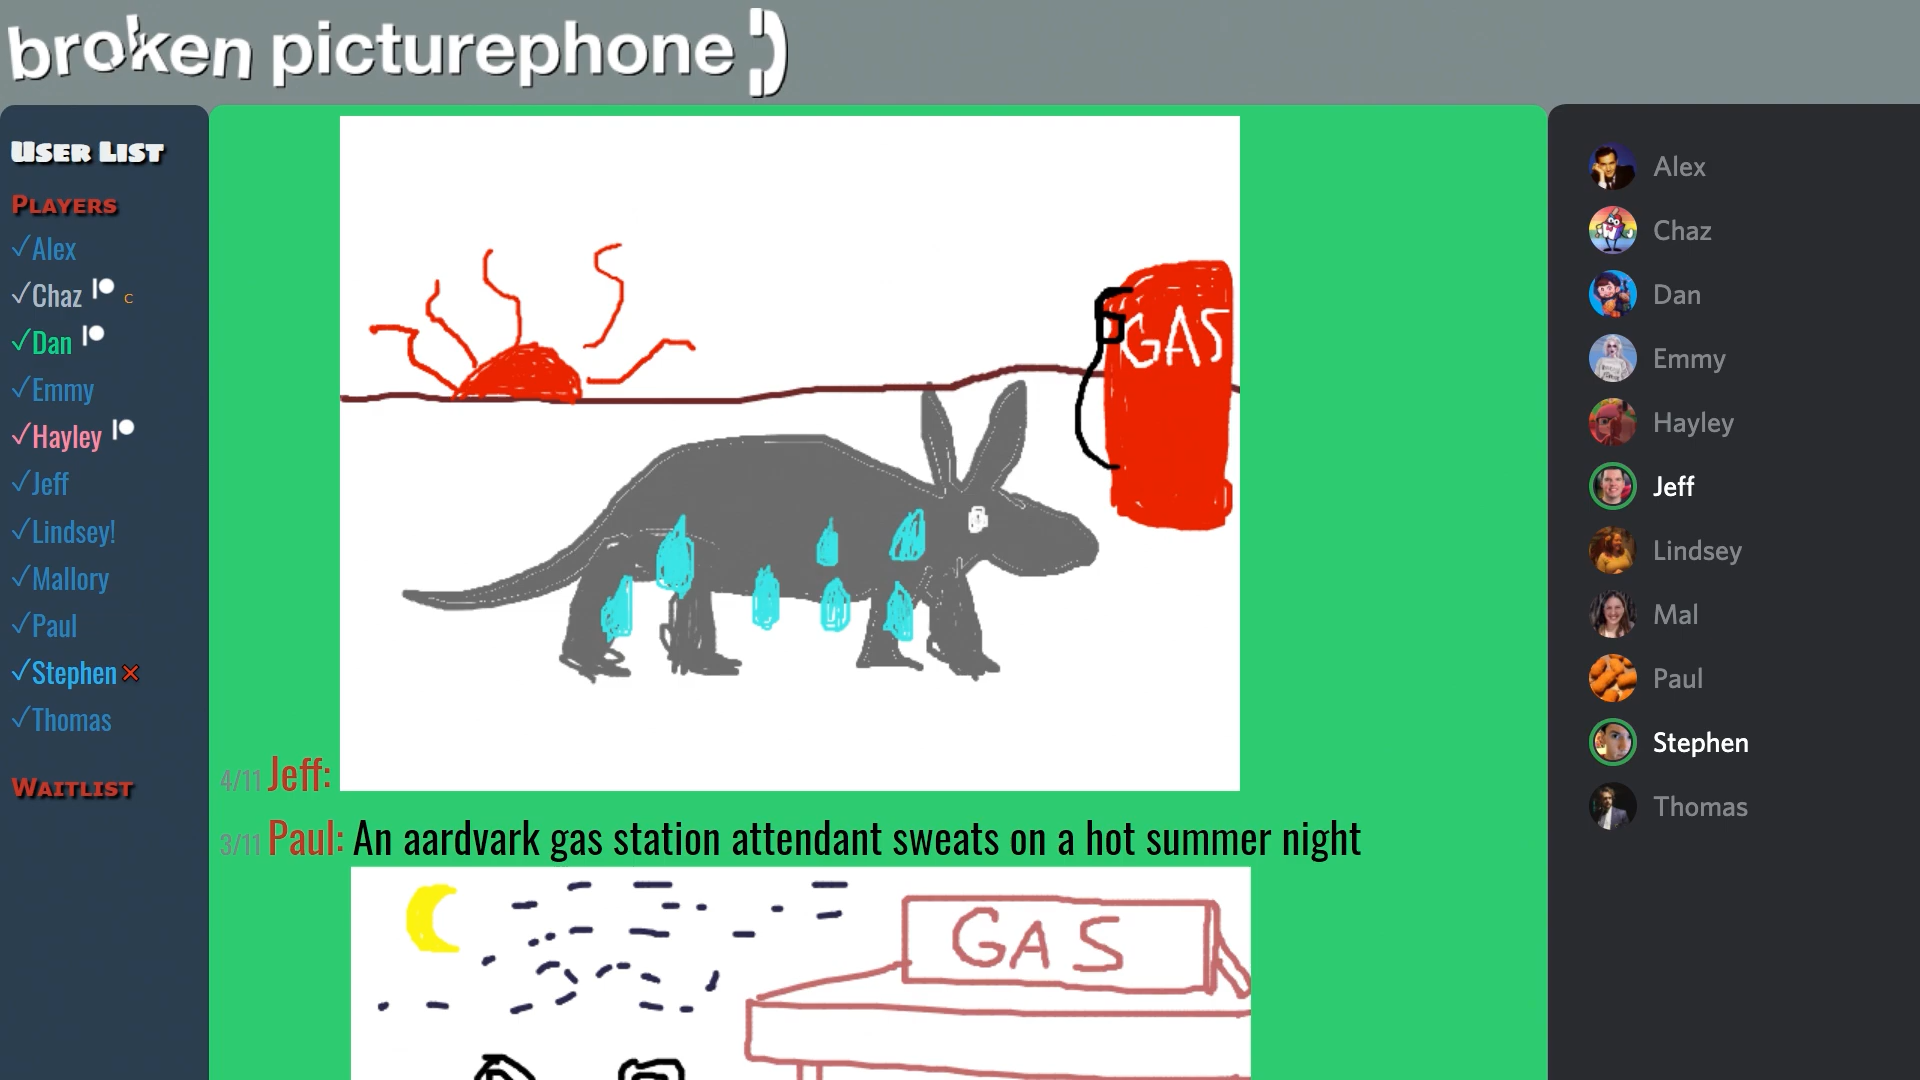 broken picturephone
User List
Players
✓Alex
✓Chaz C
✓Dan
✓Emmy
✓Hayley
✓Jeff
✓Lindsey!
✓Mallory
✓Paul
✓Stephen ✕
✓Thomas
Waitlist
GAS
4/11 Jeff:
3/11 Paul: An aardvark gas station attendant sweats on a hot summer night
GAS
Alex
Chaz
Dan
Emmy
Hayley
Jeff
Lindsey
Mal
Paul
Stephen
Thomas